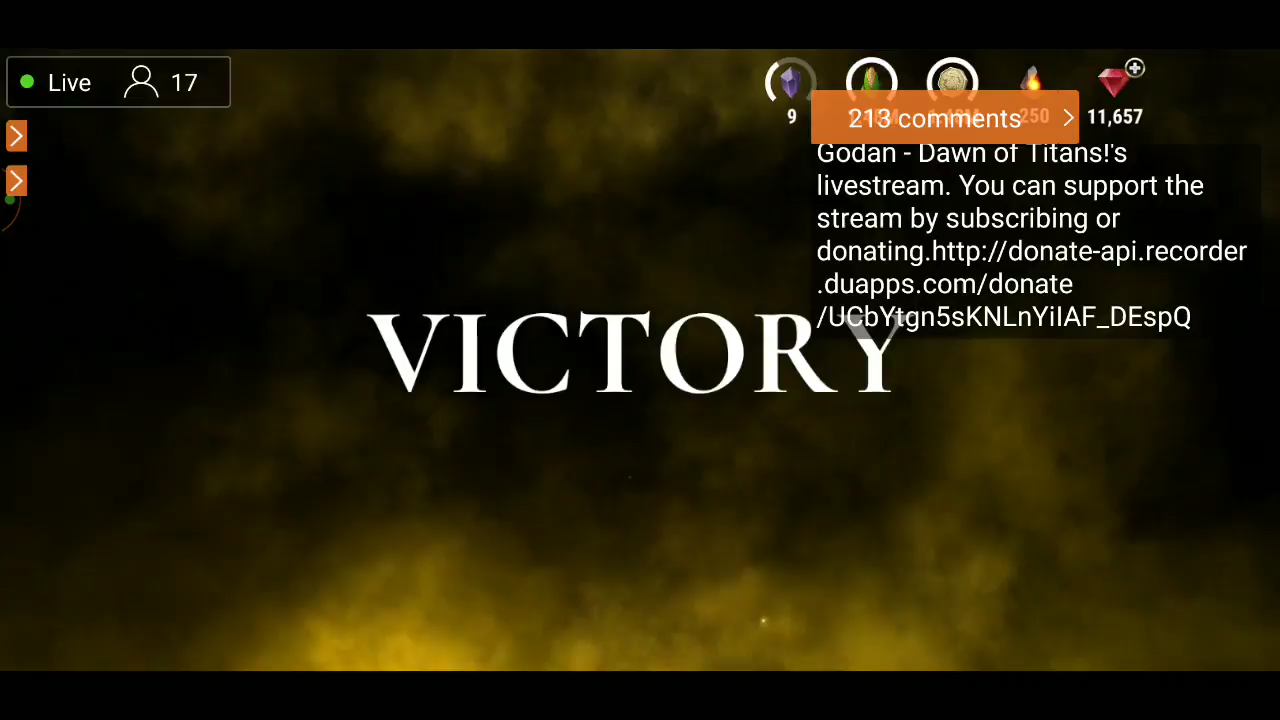 Live 17
9
250
11,657
213 comments
Godan - Dawn of Titans!'s
livestream. You can support the
stream by subscribing or
donating.http://donate-api.recorder
.duapps.com/donate
/UCbYtgn5sKNLnYiIAF_DEspQ
VICTORY